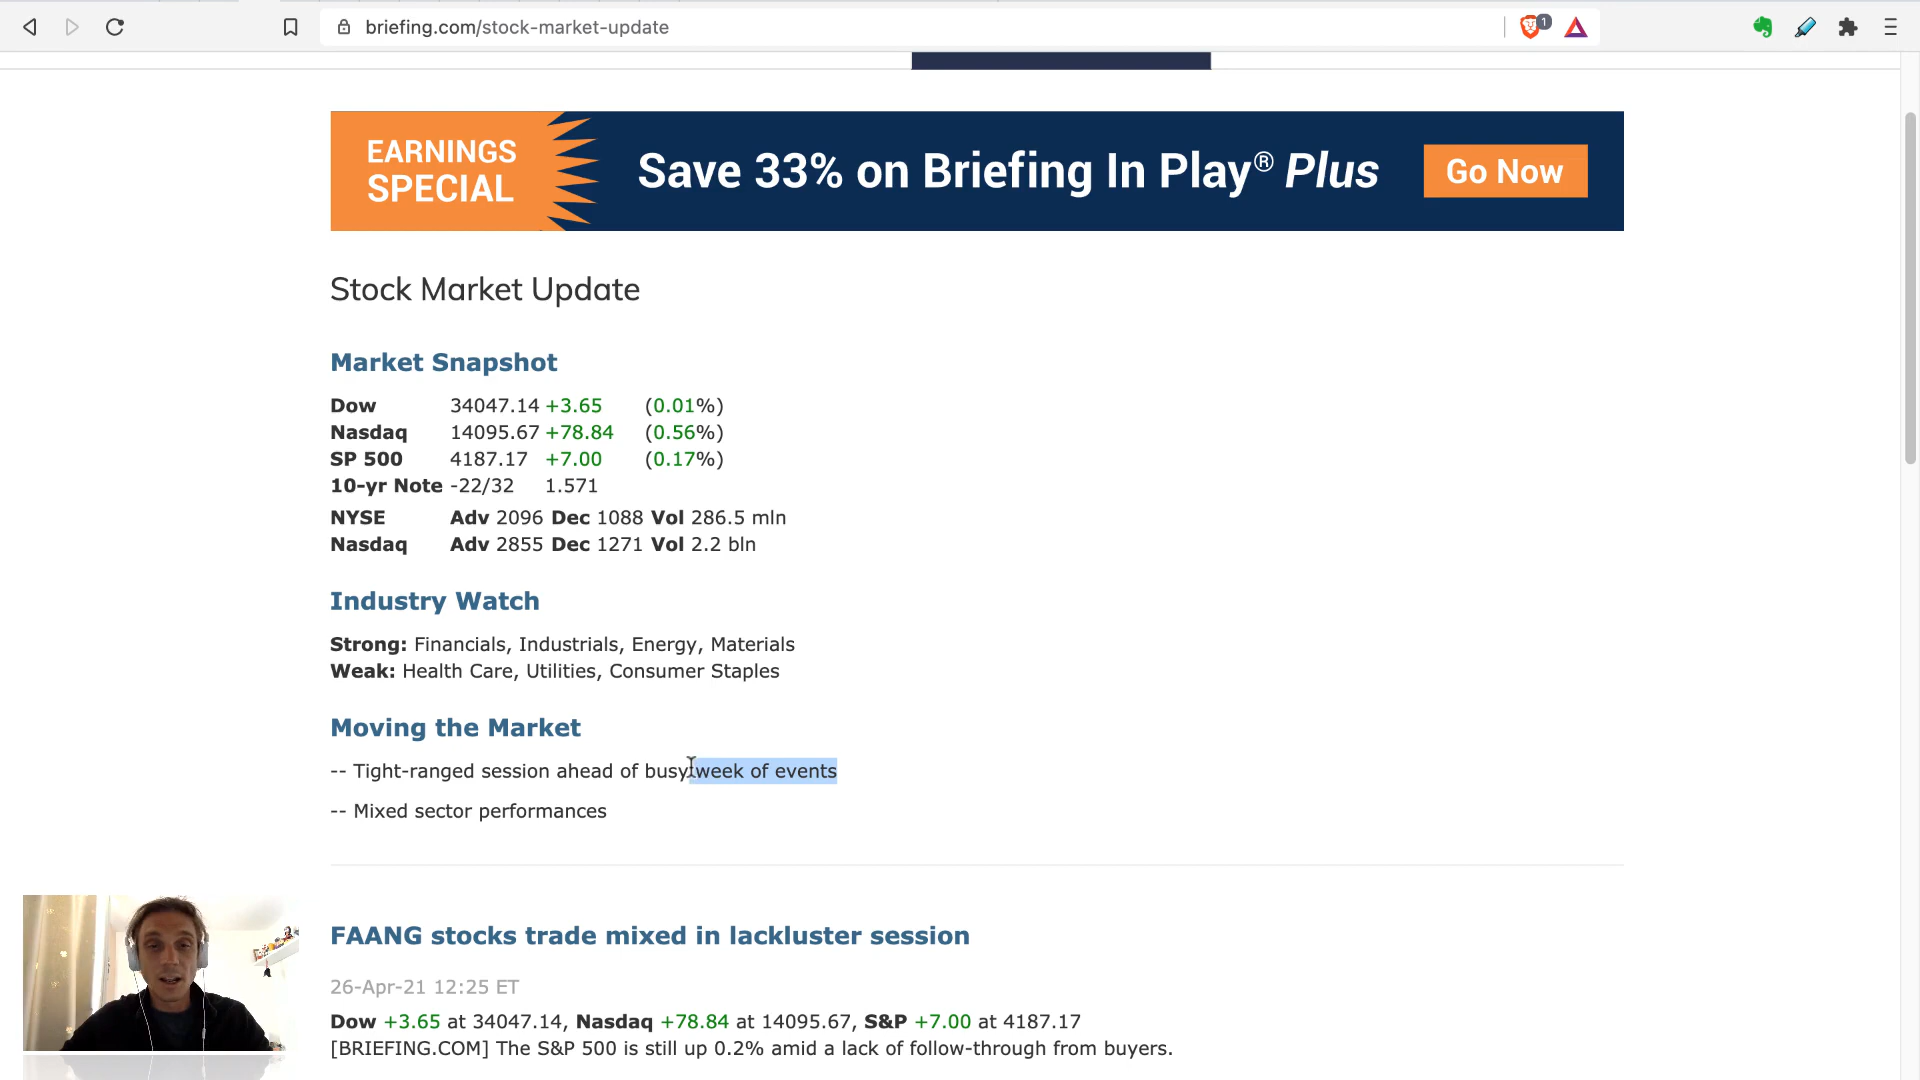 briefing.com/stock-market-update
1
EARNINGS
SPECIAL
Save 33% on Briefing In Play® Plus
Go Now
Stock Market Update
Market Snapshot
Dow 34047.14 +3.65 (0.01%)
Nasdaq 14095.67 +78.84 (0.56%)
SP 500 4187.17 +7.00 (0.17%)
10-yr Note -22/32 1.571
NYSE Adv 2096 Dec 1088 Vol 286.5 mln
Nasdaq Adv 2855 Dec 1271 Vol 2.2 bln
Industry Watch
Strong: Financials, Industrials, Energy, Materials
Weak: Health Care, Utilities, Consumer Staples
Moving the Market
-- Tight-ranged session ahead of busy week of events
-- Mixed sector performances
FAANG stocks trade mixed in lackluster session
26-Apr-21 12:25 ET
Dow +3.65 at 34047.14, Nasdaq +78.84 at 14095.67, S&P +7.00 at 4187.17
[BRIEFING.COM] The S&P 500 is still up 0.2% amid a lack of follow-through from buyers.